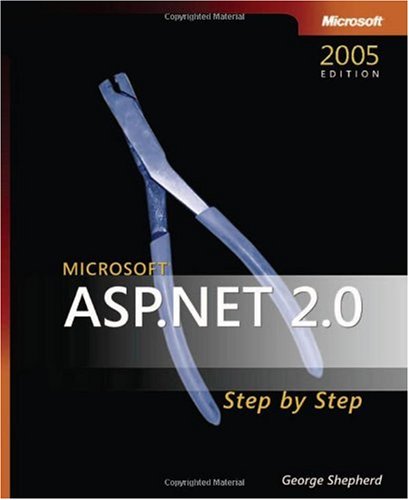 Copyrighted Material
Microsoft
2005
EDITION
MICROSOFT®
ASP.NET 2.0
Step by Step
George Shepherd
Copyrighted Material